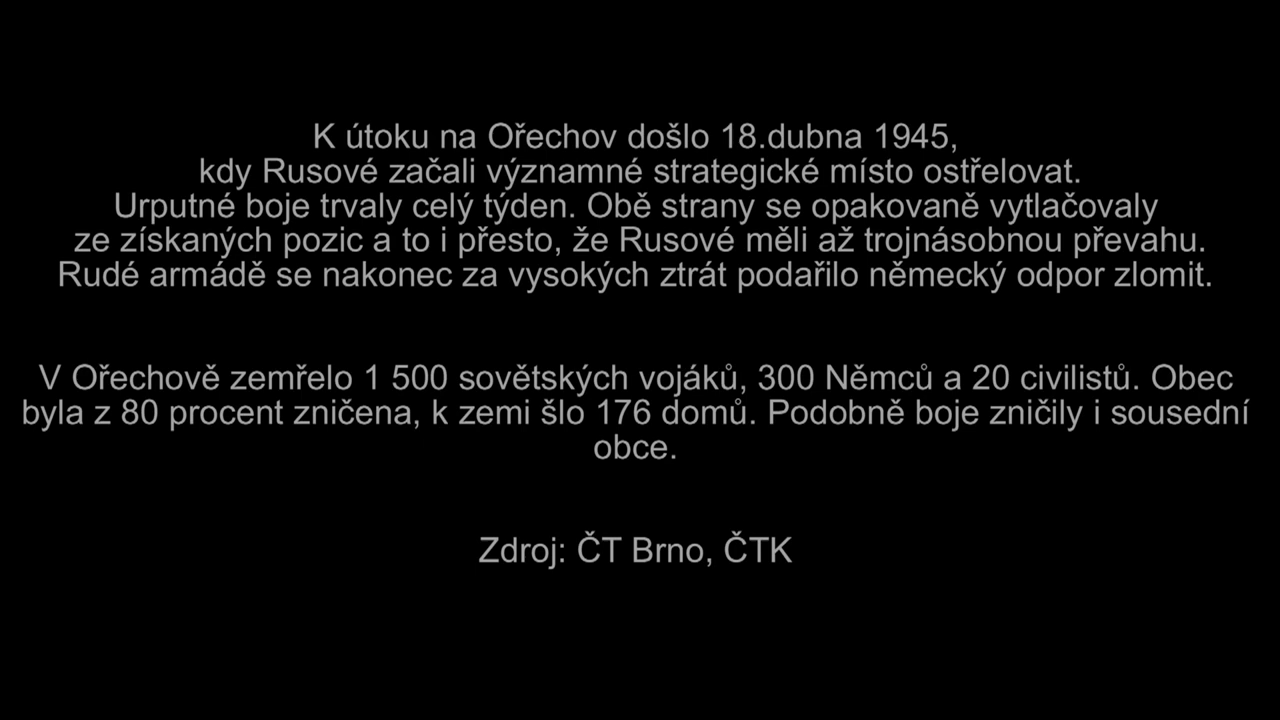 K útoku na Ořechov došlo 18.dubna 1945,
kdy Rusové začali významné strategické místo ostřelovat.
Urputné boje trvaly celý týden. Obě strany se opakovaně vytlačovaly
ze získaných pozic a to i přesto, že Rusové měli až trojnásobnou převahu.
Rudé armádě se nakonec za vysokých ztrát podařilo německý odpor zlomit.
V Ořechově zemřelo 1 500 sovětských vojáků, 300 Němců a 20 civilistů. Obec
byla z 80 procent zničena, k zemi šlo 176 domů. Podobně boje zničily i sousední
obce.
Zdroj: ČT Brno, ČTK